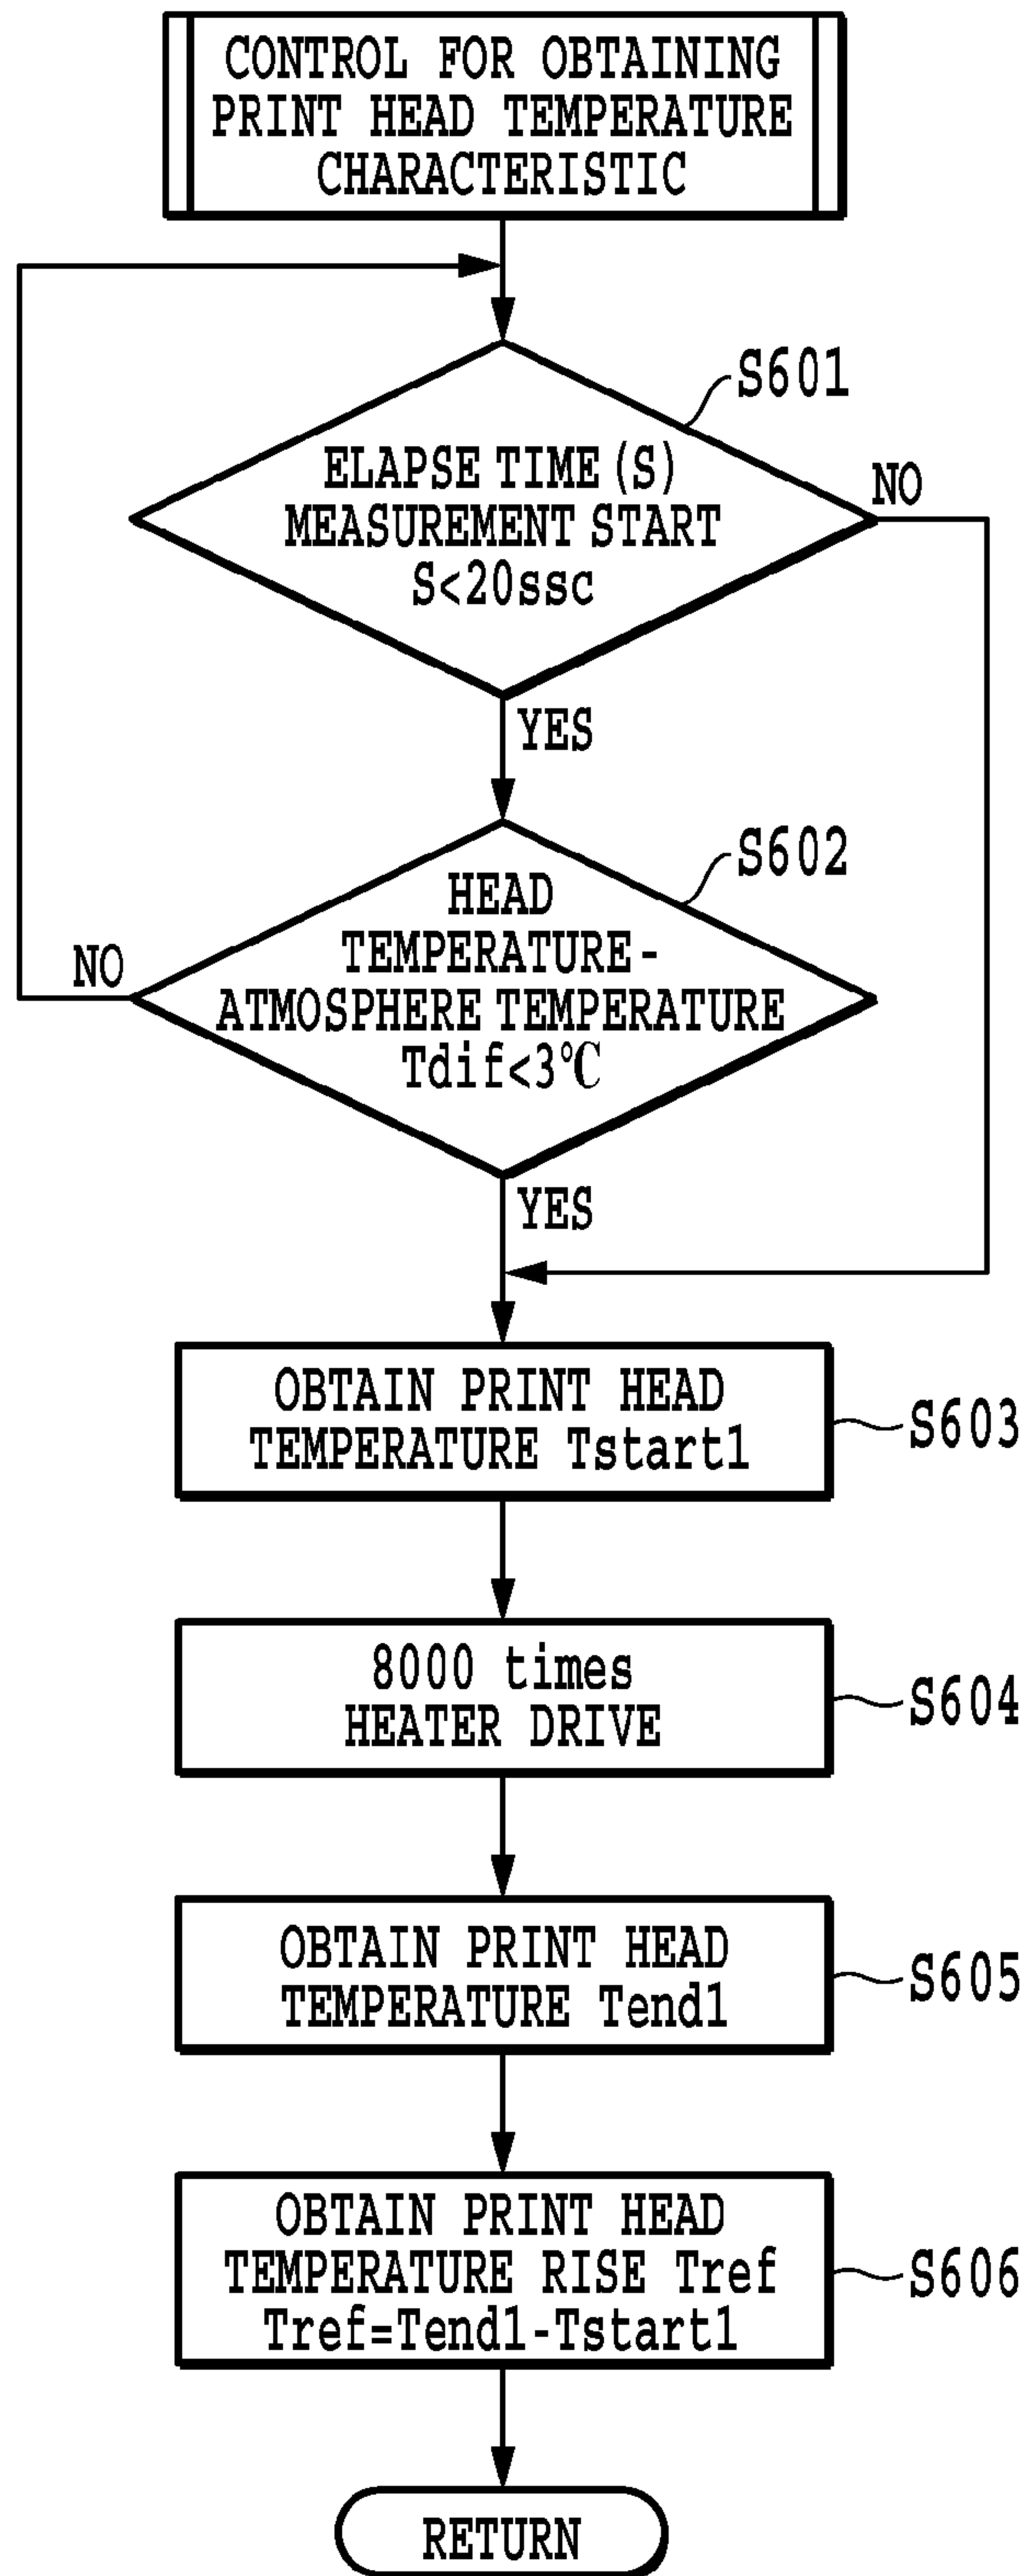 CONTROL FOR OBTAINING
PRINT HEAD TEMPERATURE
CHARACTERISTIC
S601
ELAPSE TIME (S)
MEASUREMENT START
S<20ssc
NO
YES
S602
HEAD
TEMPERATURE-
ATMOSPHERE TEMPERATURE
Tdif<3℃
NO
YES
OBTAIN PRINT HEAD
TEMPERATURE Tstart1
S603
8000 times
HEATER DRIVE
S604
OBTAIN PRINT HEAD
TEMPERATURE Tend1
S605
OBTAIN PRINT HEAD
TEMPERATURE RISE Tref
Tref=Tend1-Tstart1
S606
RETURN